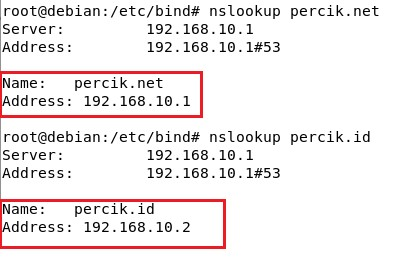 root@debian:/etc/bind# nslookup percik.net
Server:         192.168.10.1
Address:        192.168.10.1#53
Name:   percik.net
Address: 192.168.10.1
root@debian:/etc/bind# nslookup percik.id
Server:         192.168.10.1
Address:        192.168.10.1#53
Name:   percik.id
Address: 192.168.10.2